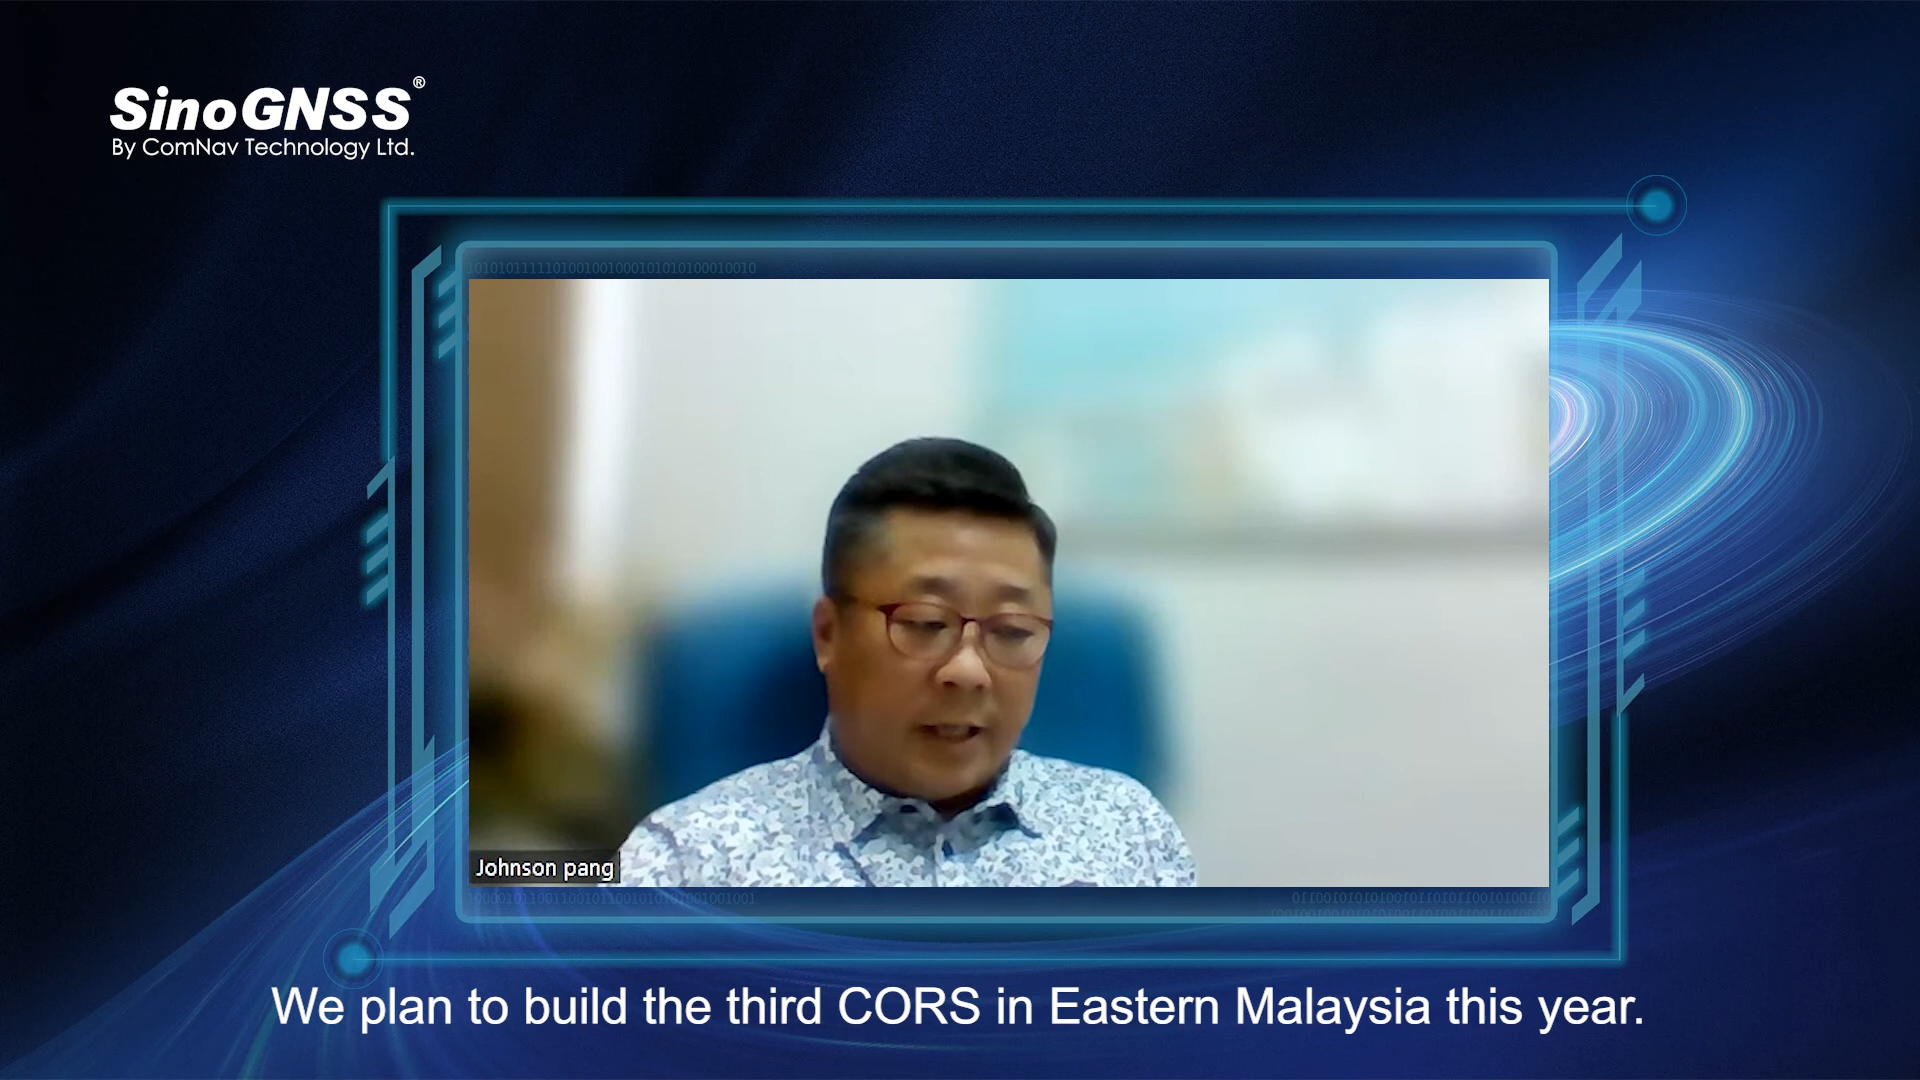 SinoGNSS®
By ComNav Technology Ltd.
Johnson pang
We plan to build the third CORS in Eastern Malaysia this year.